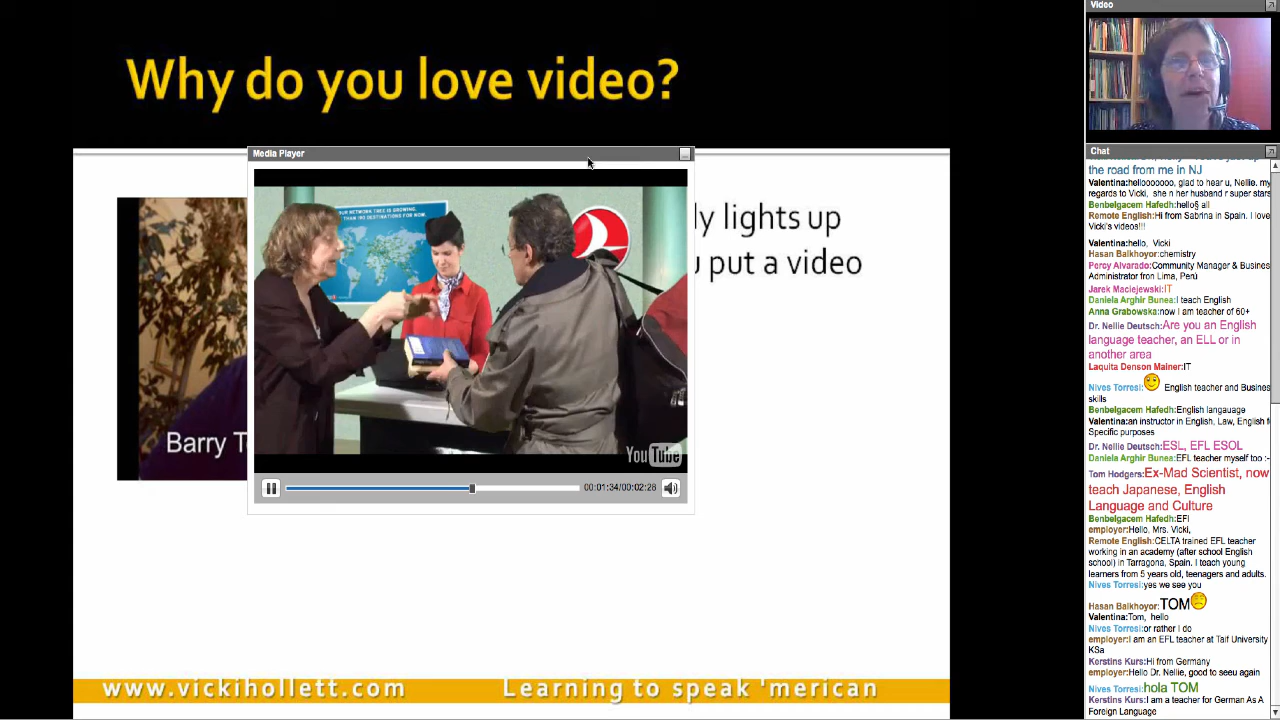 Why do you love video?
Media Player
OUR NETWORK TREE IS GROWING.
THAN 190 DESTINATIONS FOR NOW.
ly lights up
u put a video
Barry T
YouTube
00:01:34/00:02:28
www.vickihollett.com
Learning to speak 'merican
Video
Chat
the road from me in NJ
Valentina:hellooooooo, glad to hear u, Nellie. my
regards to Vicki, she n her husband r super stars
Benbelgacem Hafedh:hello§ all
Remote English:Hi from Sabrina in Spain. I love
Vicki's videos!!!
Valentina:hello, Vicki
Hasan Balkhoyor:chemistry
Percy Alvarado:Community Manager & Busines
Administrator fron Lima, Perú
Jarek Maciejewski:IT
Daniela Arghir Bunea:I teach English
Anna Grabowska:now I am teacher of 60+
Dr. Nellie Deutsch:Are you an English
language teacher, an ELL or in
another area
Laquita Denson Mainer:IT
Nives Torresi: English teacher and Busines
skills
Benbelgacem Hafedh:English langauage
Valentina:an instructor in English, Law, English f
Specific purposes
Dr. Nellie Deutsch:ESL, EFL ESOL
Daniela Arghir Bunea:EFL teacher myself too :-
Tom Hodgers:Ex-Mad Scientist, now
teach Japanese, English
Language and Culture
Benbelgacem Hafedh:EFl
employer:Hello, Mrs. Vicki,
Remote English:CELTA trained EFL teacher
working in an academy (after school English
school) in Tarragona, Spain. I teach young
learners from 5 years old, teenagers and adults.
Nives Torresi:yes we see you
Hasan Balkhoyor:TOM
Valentina:Tom, hello
Nives Torresi:or rather I do
employer:I am an EFL teacher at Taif University
KSa
Kerstins Kurs:Hi from Germany
employer:Hello Dr. Nellie, good to seeu again
Nives Torresi:hola TOM
Kerstins Kurs:I am a teacher for German As A
Foreign Language